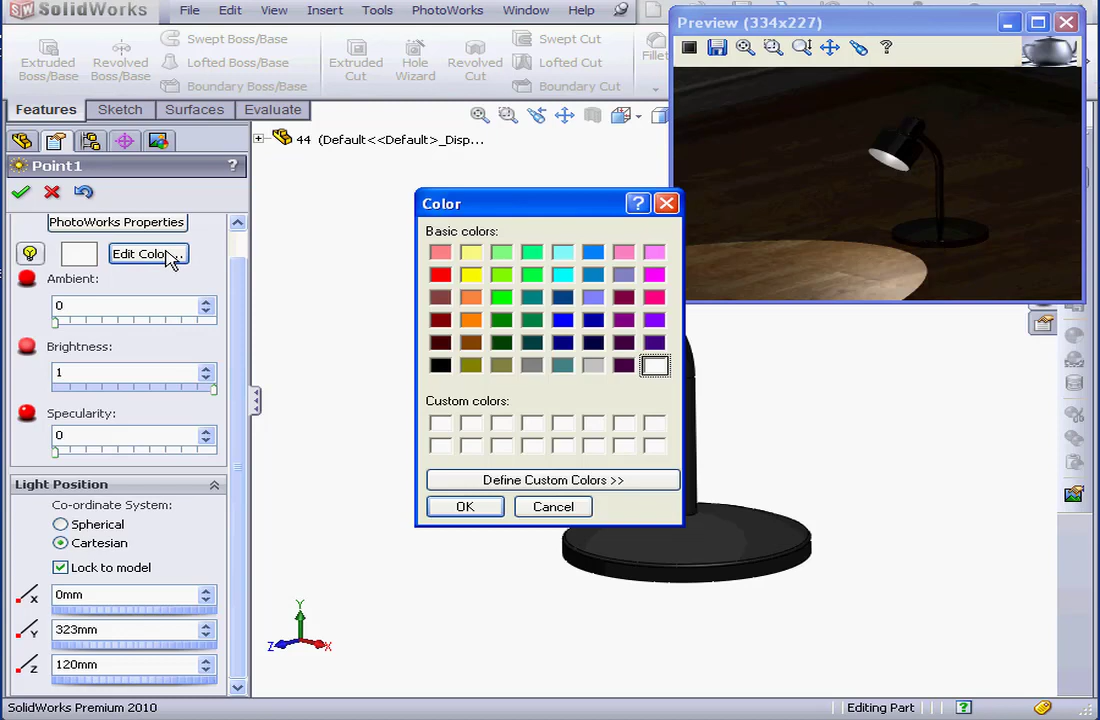 SolidWorks File Edit View Insert Tools PhotoWorks Window Help
Extruded Boss/Base
Revolved Boss/Base
Swept Boss/Base
Lofted Boss/Base
Boundary Boss/Base
Extruded Cut
Hole Wizard
Revolved Cut
Swept Cut
Lofted Cut
Boundary Cut
Fillet
Features Sketch Surfaces Evaluate
Preview (334x227)
?
44 (Default<<Default>_Disp...
Point1 ?
PhotoWorks Properties
Edit Color...
Ambient:
0
Brightness:
1
Specularity:
0
Light Position
Co-ordinate System:
Spherical
Cartesian
Lock to model
X 0mm
Y 323mm
Z 120mm
Color ?
Basic colors:
Custom colors:
Define Custom Colors >>
OK Cancel
Y
Z X
SolidWorks Premium 2010 Editing Part ?